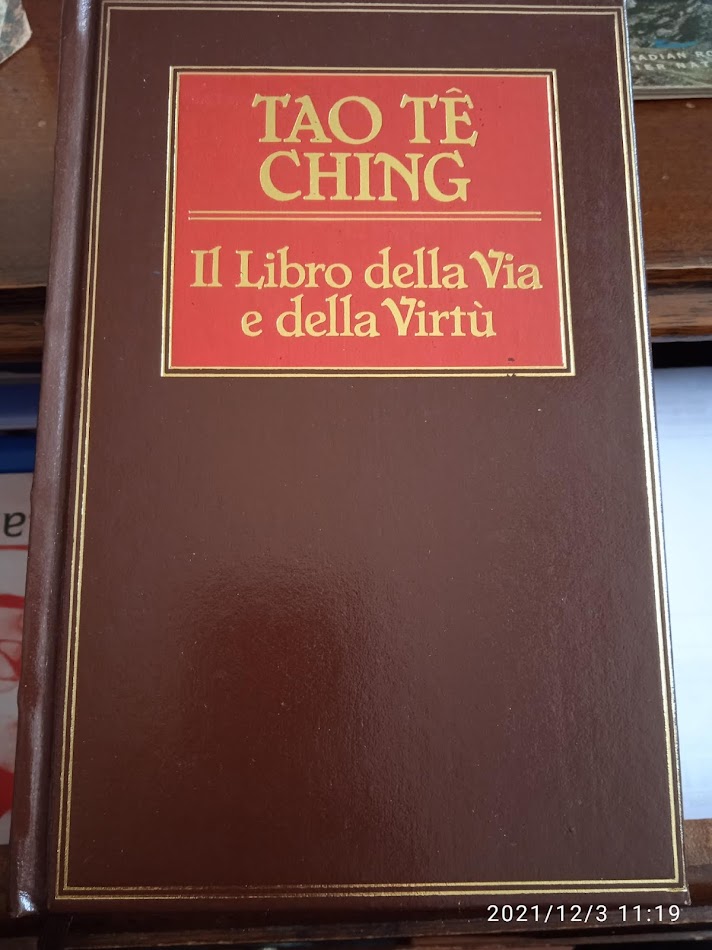 TAO TÊ
CHING
Il Libro della Via
e della Virtù
2021/12/3 11:19